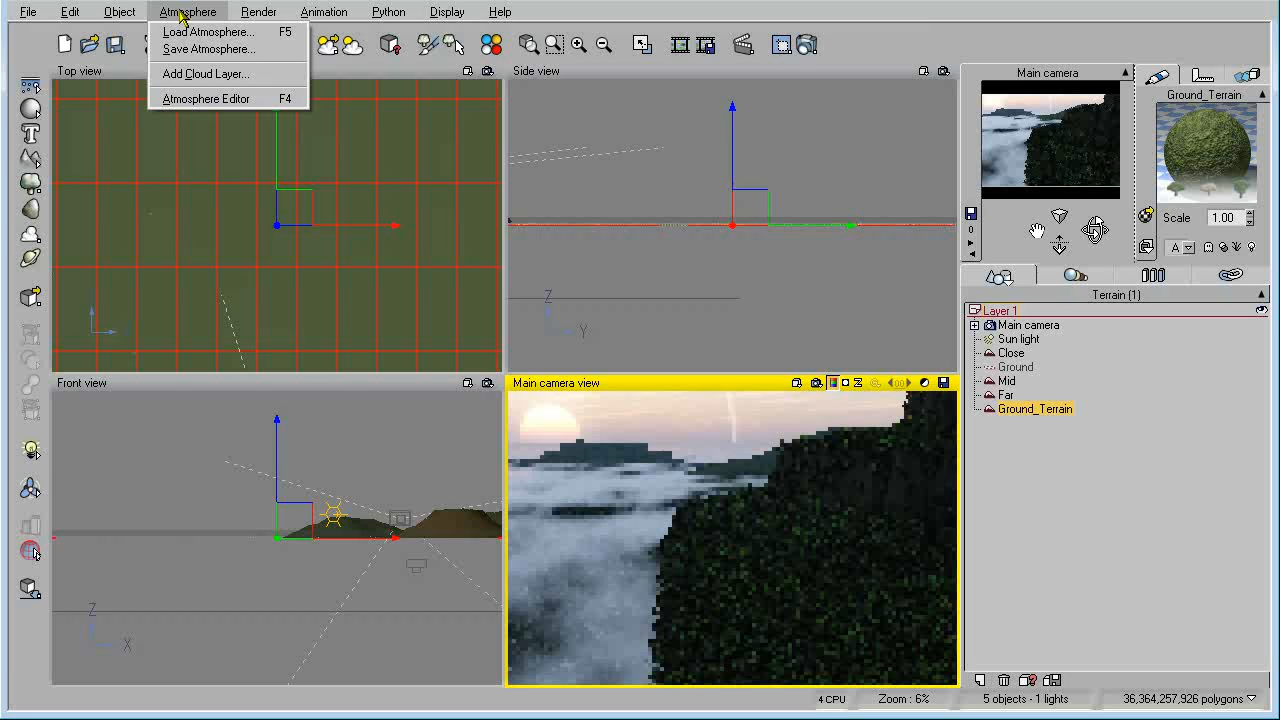 File Edit Object Atmosphere Render Animation Python Display Help
Load Atmosphere... F5
Save Atmosphere...
Add Cloud Layer...
Atmosphere Editor F4
Top view
Side view
Main camera
Ground_Terrain
Scale 1.00
0
A
Terrain (1)
Layer 1
Main camera
Sun light
Close
Ground
Mid
Far
Ground_Terrain
Z
Y
Front view
Main camera view
Z
X
4 CPU Zoom : 6% 5 objects - 1 lights 36,364,257,926 polygons